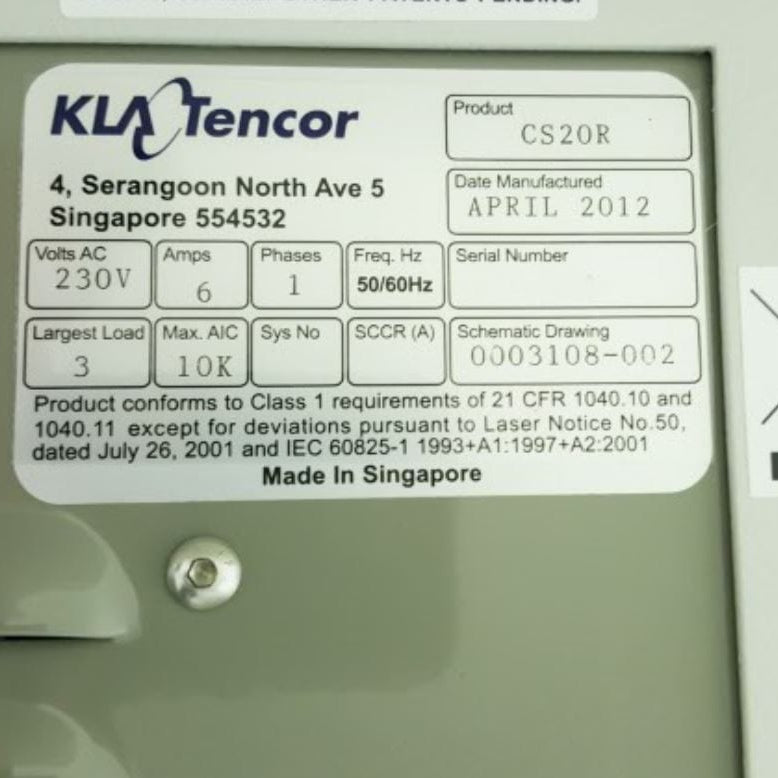 KLA Tencor
4, Serangoon North Ave 5
Singapore 554532
Product
CS20R
Date Manufactured
APRIL 2012
Volts AC
230V
Amps
6
Phases
1
Freq. Hz
50/60Hz
Serial Number
Largest Load
3
Max. AIC
10K
Sys No
SCCR (A)
Schematic Drawing
0003108-002
Product conforms to Class 1 requirements of 21 CFR 1040.10 and
1040.11 except for deviations pursuant to Laser Notice No.50,
dated July 26, 2001 and IEC 60825-1 1993+A1:1997+A2:2001
Made In Singapore